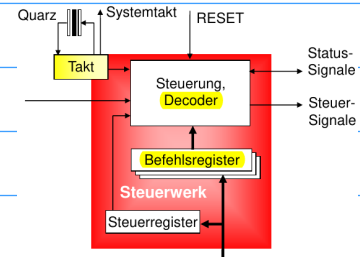 Quarz
Systemtakt
RESET
Takt
Status-
Signale
Steuerung,
Decoder
Steuer-
Signale
Befehlsregister
Steuerwerk
Steuerregister